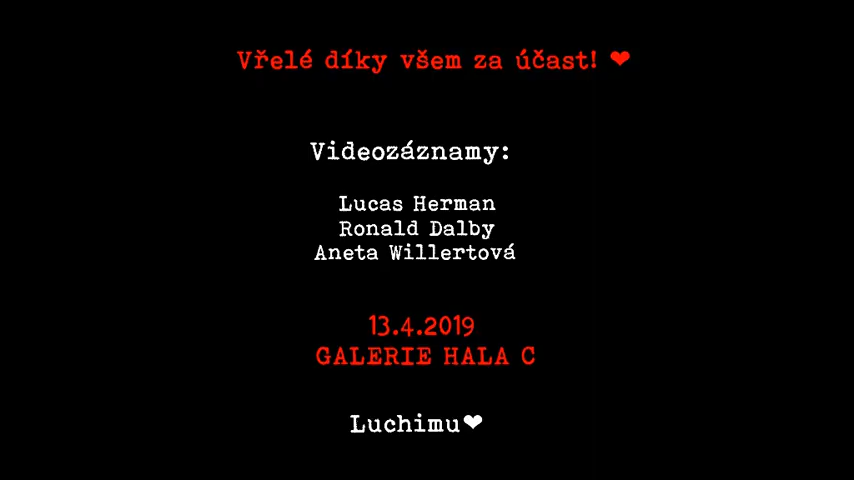 Vřelé díky všem za účast! ❤
Videozáznamy:
Lucas Herman
Ronald Dalby
Aneta Willertová
13.4.2019
GALERIE HALA C
Luchimu❤